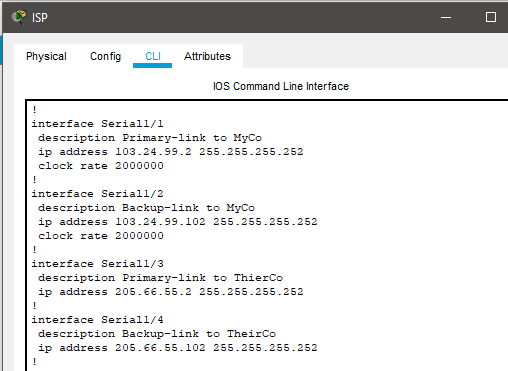 ISP
Physical Config CLI Attributes
IOS Command Line Interface
!
interface Serial1/1
description Primary-link to MyCo
ip address 103.24.99.2 255.255.255.252
clock rate 2000000
!
interface Serial1/2
description Backup-link to MyCo
ip address 103.24.99.102 255.255.255.252
clock rate 2000000
!
interface Serial1/3
description Primary-link to ThierCo
ip address 205.66.55.2 255.255.255.252
!
interface Serial1/4
description Backup-link to TheirCo
ip address 205.66.55.102 255.255.255.252
!